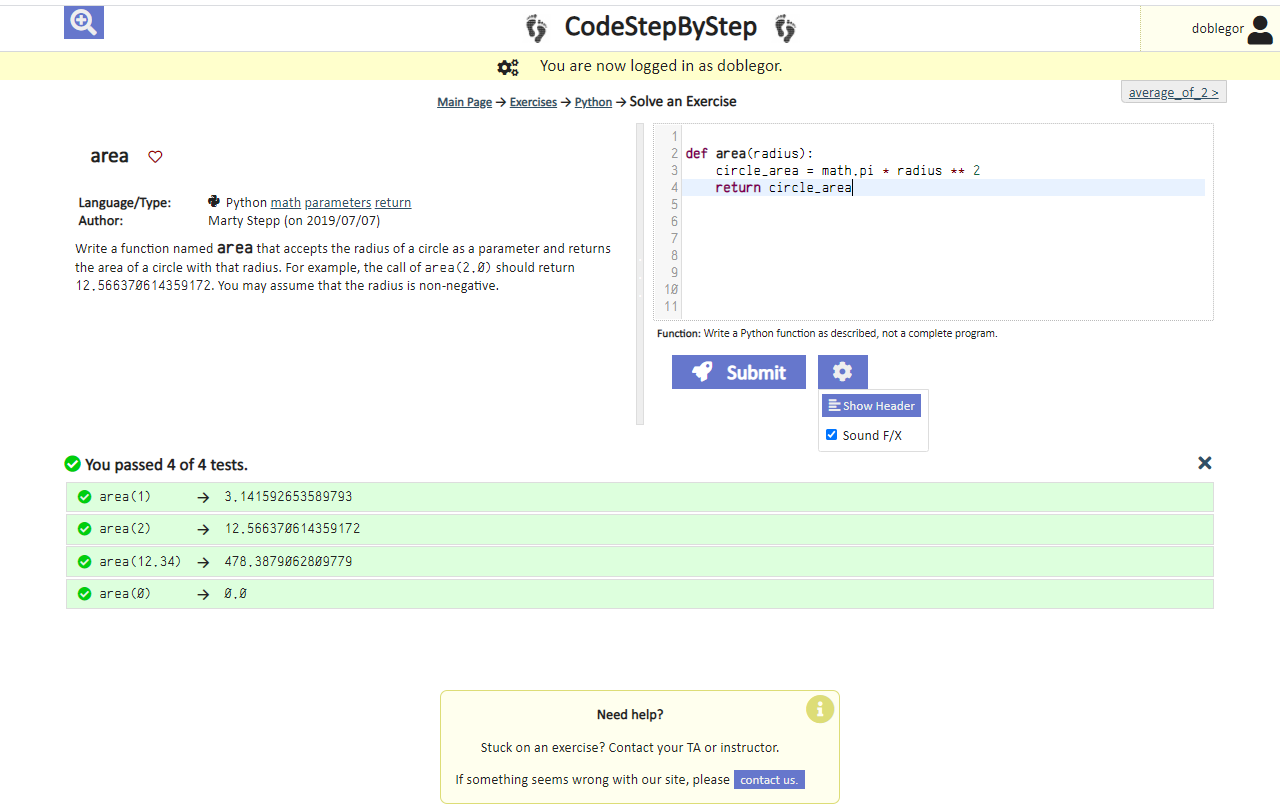 CodeStepByStep
doblegor
You are now logged in as doblegor.
Main Page → Exercises → Python → Solve an Exercise
average_of_2 >
area
Language/Type: Python math parameters return
Author: Marty Stepp (on 2019/07/07)
Write a function named area that accepts the radius of a circle as a parameter and returns
the area of a circle with that radius. For example, the call of area(2.0) should return
12.566370614359172. You may assume that the radius is non-negative.
1
2 def area(radius):
3 circle_area = math.pi * radius ** 2
4 return circle_area
5
6
7
8
9
10
11
Function: Write a Python function as described, not a complete program.
Submit
Show Header
Sound F/X
You passed 4 of 4 tests.
area(1) → 3.141592653589793
area(2) → 12.566370614359172
area(12.34) → 478.3879062809779
area(0) → 0.0
Need help?
Stuck on an exercise? Contact your TA or instructor.
If something seems wrong with our site, please contact us.